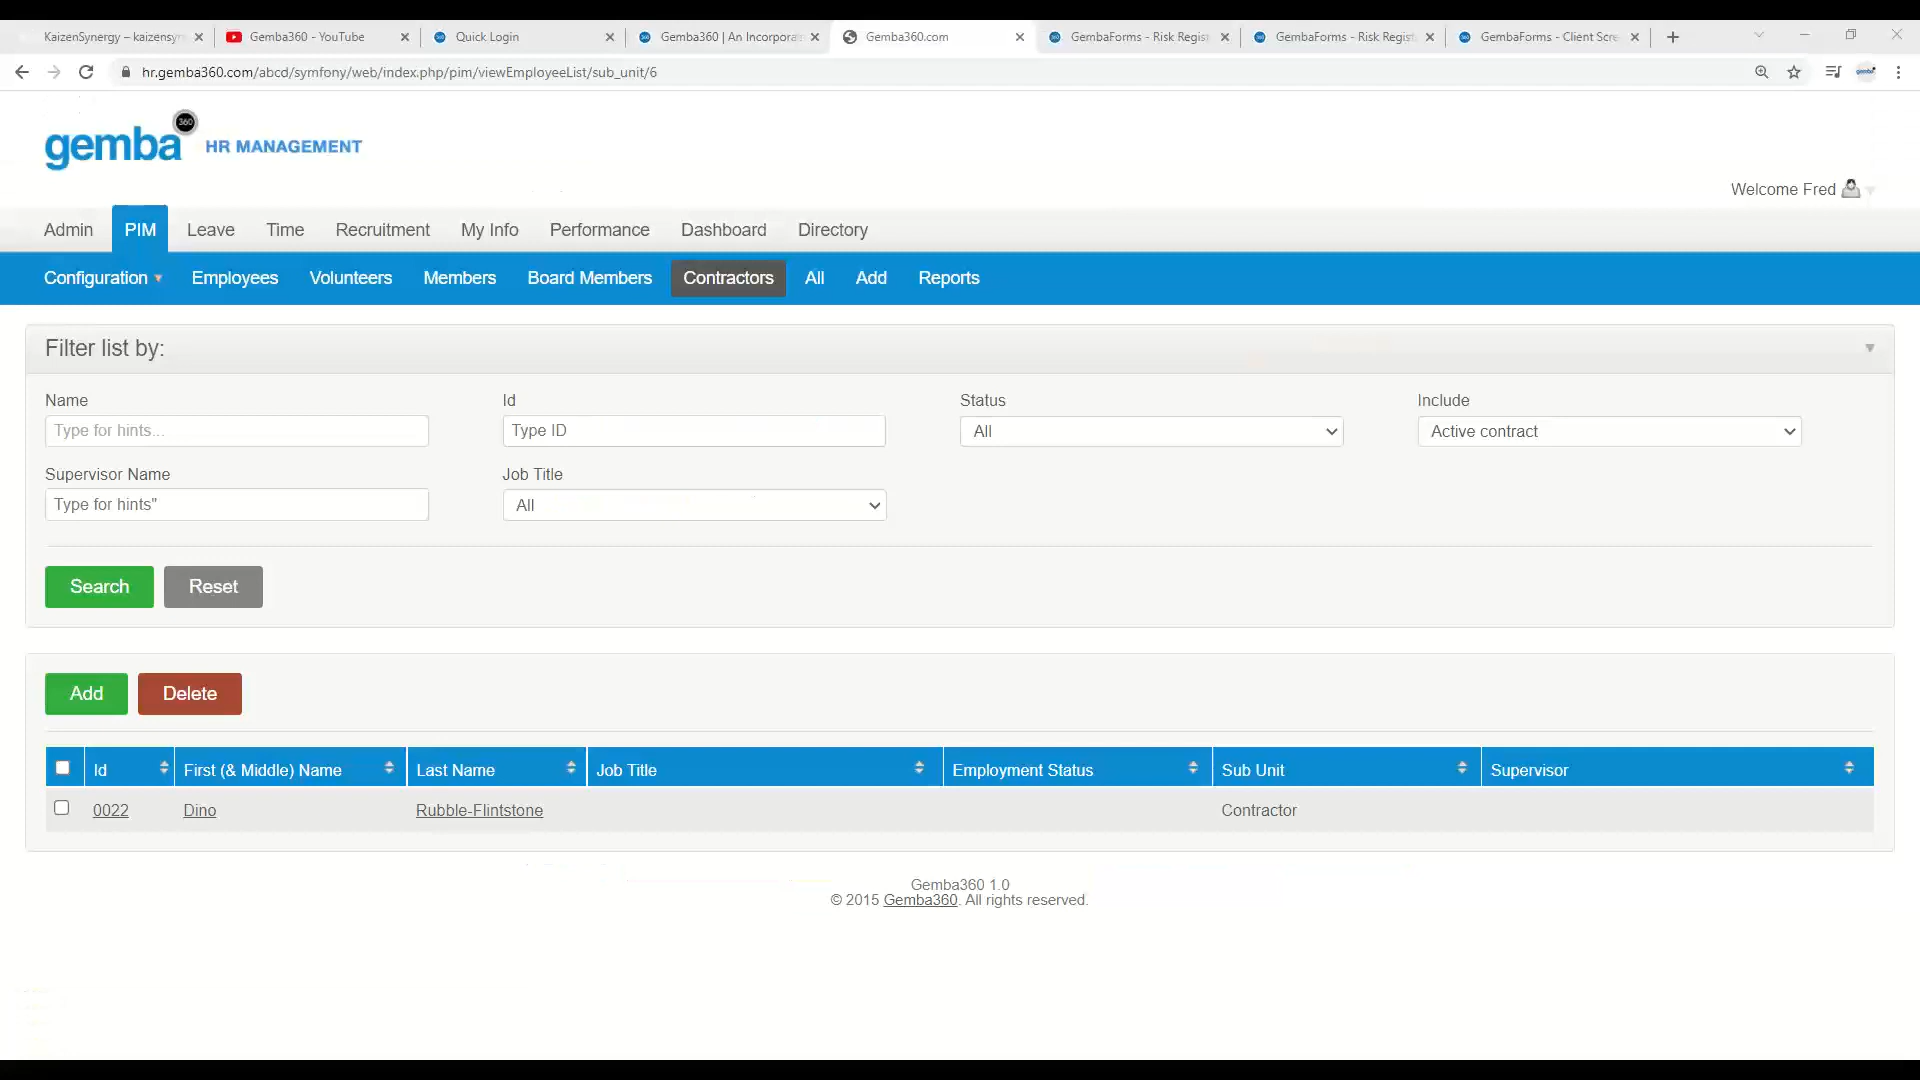 KaizenSynergy – kaizensyn
Gemba360 - YouTube
Quick Login
Gemba360 | An Incorpora
Gemba360.com
GembaForms - Risk Regis
GembaForms - Risk Regist
GembaForms - Client Scre
hr.gemba360.com/abcd/symfony/web/index.php/pim/viewEmployeeList/sub_unit/6
gemba 360 HR MANAGEMENT
Welcome Fred
Admin PIM Leave Time Recruitment My Info Performance Dashboard Directory
Configuration Employees Volunteers Members Board Members Contractors All Add Reports
Filter list by:
Name Id Status Include
Type for hints... Type ID All Active contract
Supervisor Name Job Title
Type for hints" All
Search Reset
Add Delete
Id First (& Middle) Name Last Name Job Title Employment Status Sub Unit Supervisor
0022 Dino Rubble-Flintstone Contractor
Gemba360 1.0
© 2015 Gemba360. All rights reserved.